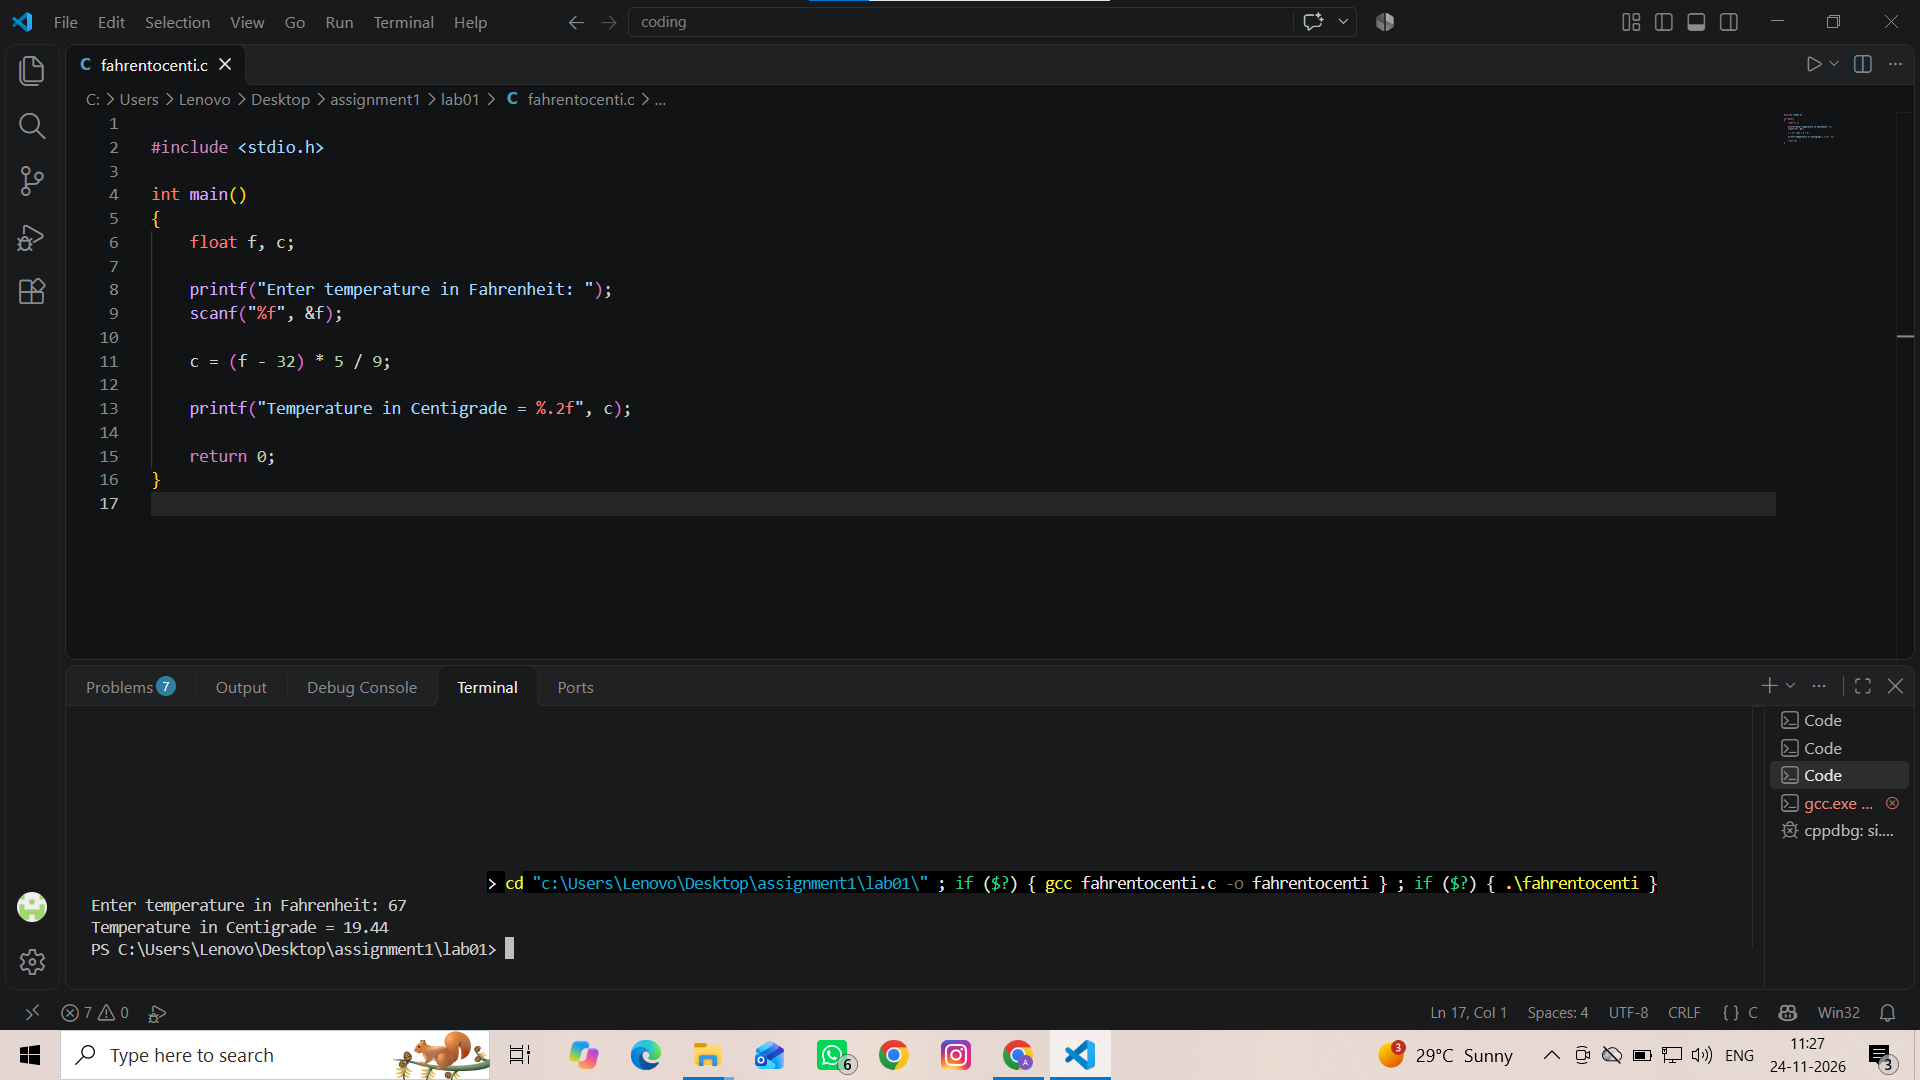 File Edit Selection View Go Run Terminal Help
coding
C fahrentocenti.c
C: > Users > Lenovo > Desktop > assignment1 > lab01 > C fahrentocenti.c > ...
1
2 #include <stdio.h>
3
4 int main()
5 {
6 float f, c;
7
8 printf("Enter temperature in Fahrenheit: ");
9 scanf("%f", &f);
10
11 c = (f - 32) * 5 / 9;
12
13 printf("Temperature in Centigrade = %.2f", c);
14
15 return 0;
16 }
17
Problems 7 Output Debug Console Terminal Ports
Code
Code
Code
gcc.exe ...
cppdbg: si....
> cd "c:\Users\Lenovo\Desktop\assignment1\lab01\" ; if ($?) { gcc fahrentocenti.c -o fahrentocenti } ; if ($?) { .\fahrentocenti }
Enter temperature in Fahrenheit: 67
Temperature in Centigrade = 19.44
PS C:\Users\Lenovo\Desktop\assignment1\lab01>
7 0 Ln 17, Col 1 Spaces: 4 UTF-8 CRLF { } C Win32
Type here to search 6 3 29°C Sunny ENG 11:27
24-11-2026 3